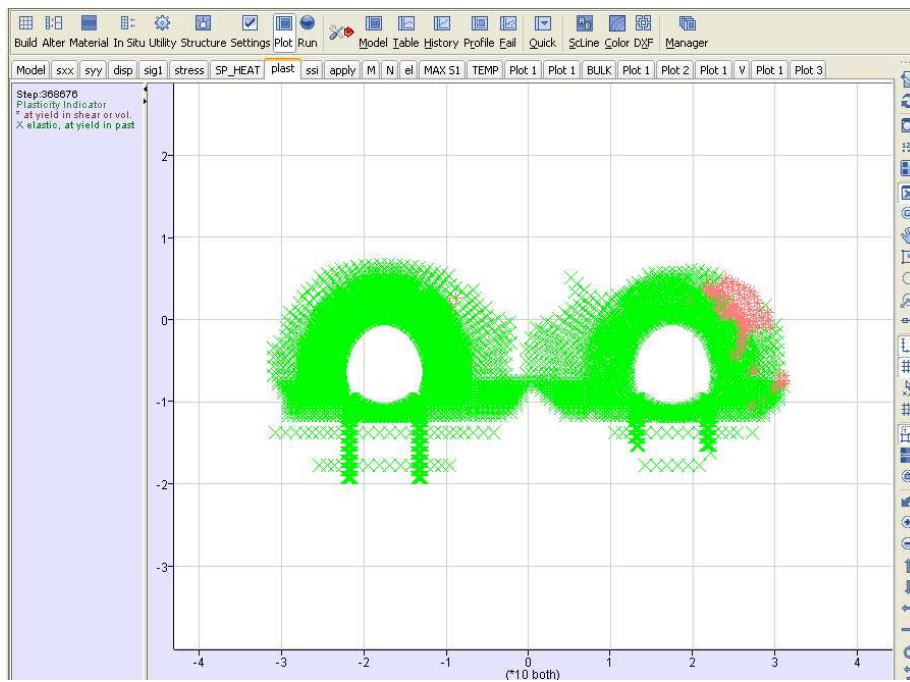 Build Alter Material In Situ Utility Structure Settings Plot Run Model Table History Profile Fail Quick ScLine Color DXF Manager
Model sxx syy disp sig1 stress SP_HEAT plast ssi apply M N el MAX S1 TEMP Plot 1 Plot 1 BULK Plot 1 Plot 2 Plot 1 V Plot 1 Plot 3
Step:368676
Plasticity Indicator
* at yield in shear or vol.
X elastic, at yield in past
2
1
0
-1
-2
-3
-4 -3 -2 -1 0 1 2 3 4
(*10 both)